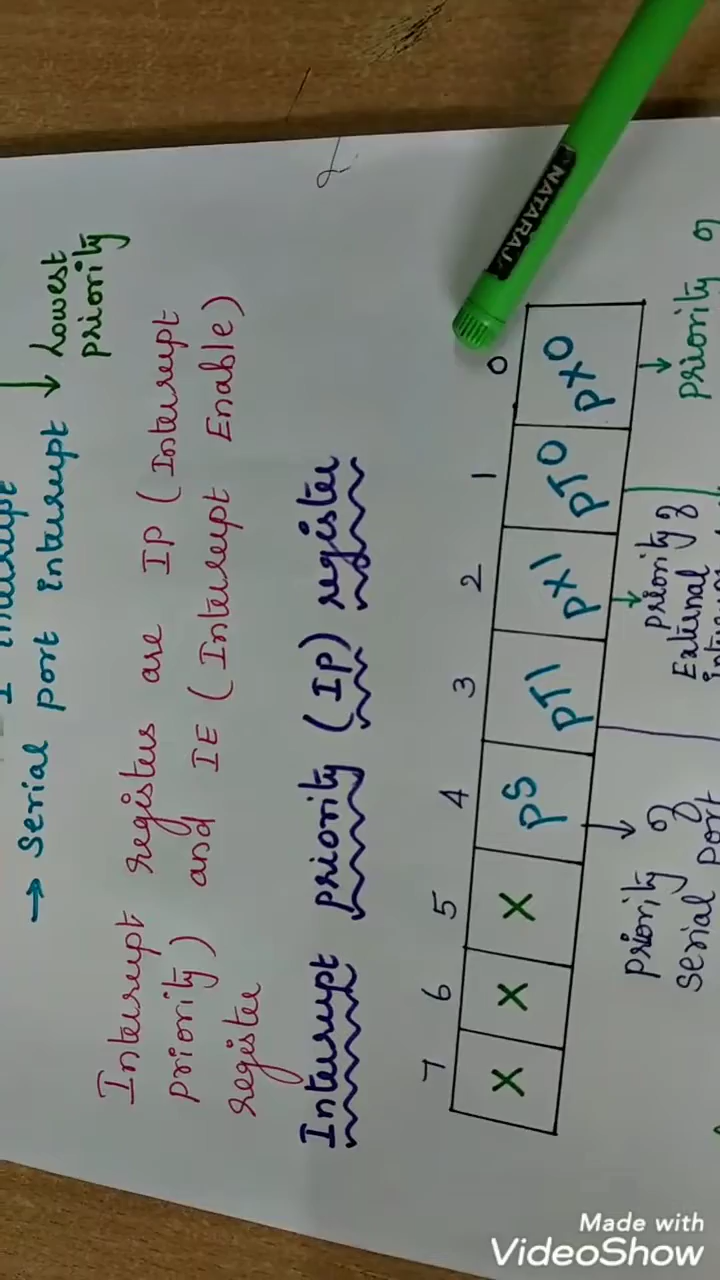 → Serial port interrupt → Lowest priority
Interrupt registers are IP (Interrupt
priority) and IE (Interrupt Enable)
register
Interrupt priority (IP) register
7 6 5 4 3 2 1 0
X X X PS PT1 PX1 PT0 PX0
priority of serial port
priority of External
priority of
NATARAJ
Made with
VideoShow